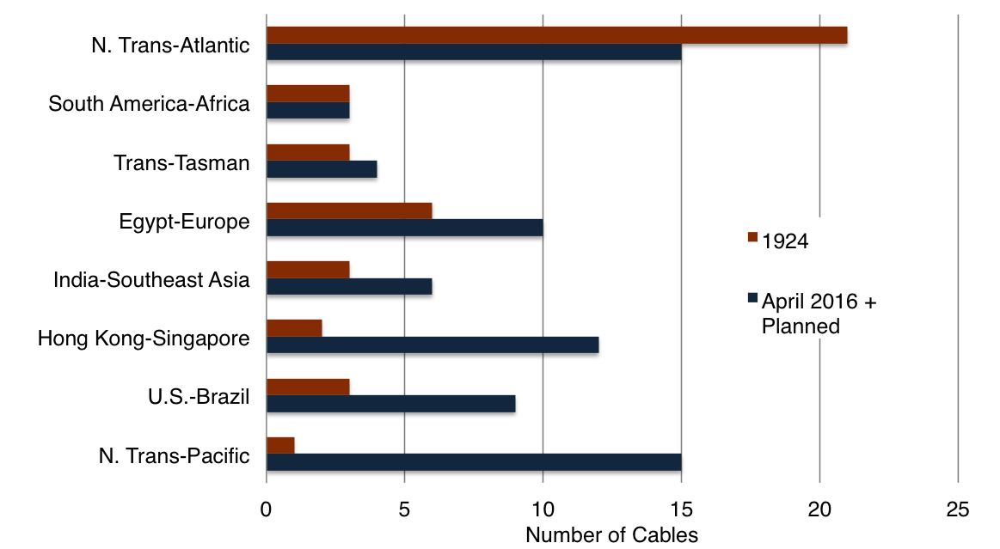 N. Trans-Atlantic
South America-Africa
Trans-Tasman
Egypt-Europe
India-Southeast Asia
Hong Kong-Singapore
U.S.-Brazil
N. Trans-Pacific
1924
April 2016 +
Planned
0 5 10 15 20 25
Number of Cables